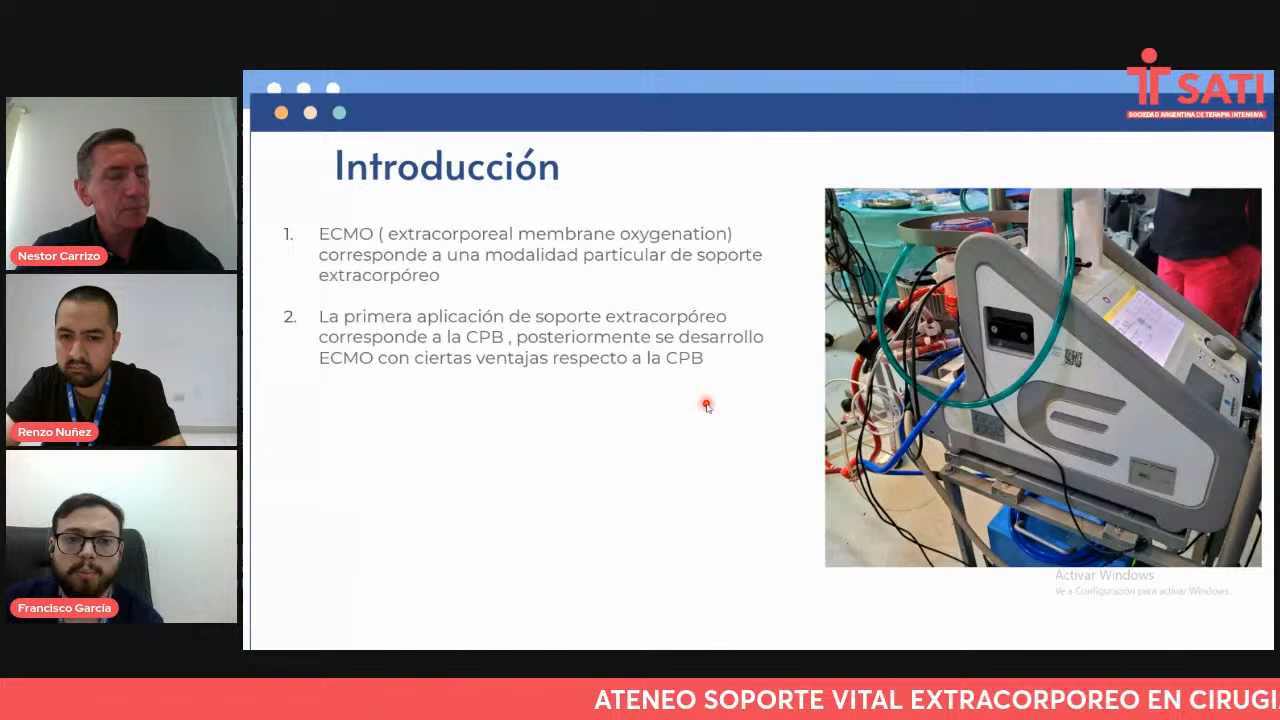 SATI
SOCIEDAD ARGENTINA DE TERAPIA INTENSIVA
Introducción
1. ECMO ( extracorporeal membrane oxygenation)
corresponde a una modalidad particular de soporte
extracorpóreo
2. La primera aplicación de soporte extracorpóreo
corresponde a la CPB , posteriormente se desarrollo
ECMO con ciertas ventajas respecto a la CPB
Nestor Carrizo
Renzo Nuñez
Francisco García
Activar Windows
Ve a Configuración para activar Windows.
ATENEO SOPORTE VITAL EXTRACORPOREO EN CIRUGI